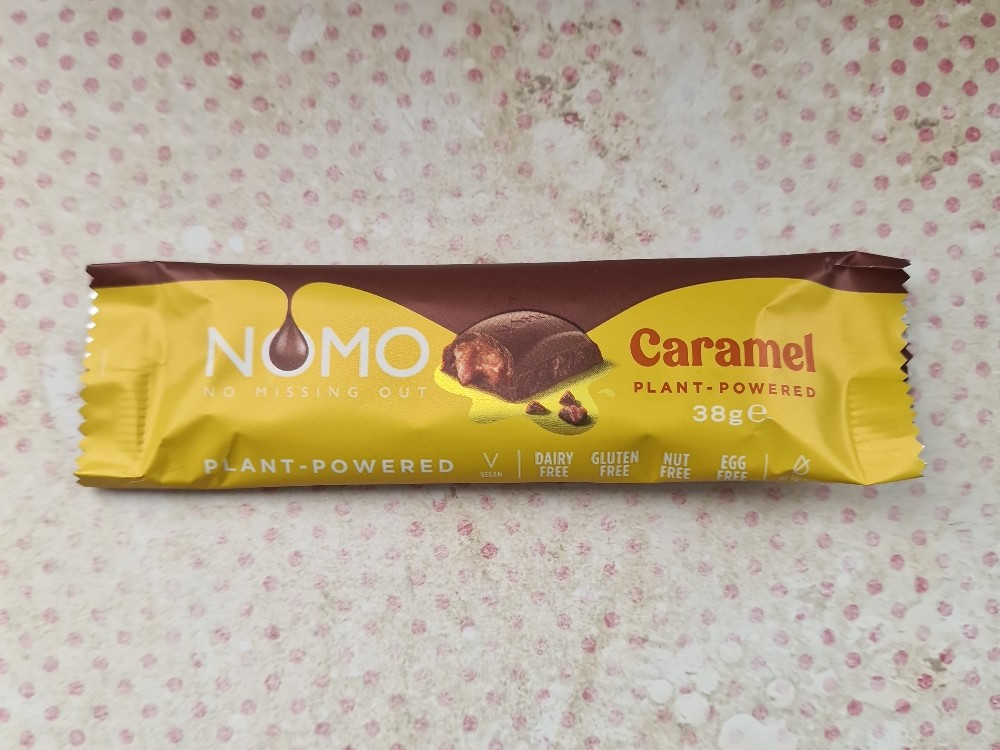 NOMO
NO MISSING OUT
Caramel
PLANT-POWERED
38g℮
PLANT-POWERED
VEGAN
DAIRY FREE
GLUTEN FREE
NUT FREE
EGG FREE